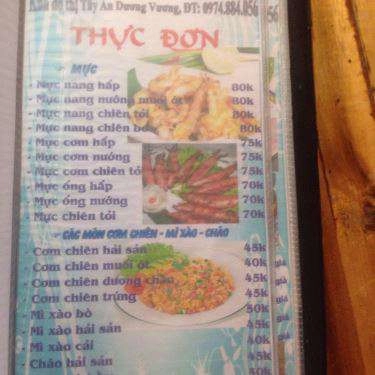 Khu đô thị Tây An Dương Vương, ĐT: 0974.884.056
THỰC ĐƠN
- MỰC
- Mực nang hấp 80k
- Mực nang nướng muối ớt 80k
- Mực nang chiên tỏi 80k
- Mực nang chiên bơ 80k
- Mực cơm hấp 75k
- Mực cơm nướng 75k
- Mực cơm chiên tỏi 75k
- Mực ống hấp 70k
- Mực ống nướng 70k
- Mực chiên tỏi 70k
- CÁC MÓN CƠM CHIÊN - MÌ XÀO - CHÁO
- Cơm chiên hải sản 45k
- Cơm chiên muối ớt 40k
- Cơm chiên dương châu 45k
- Cơm chiên trứng 45k
- Mì xào bò 50k
- Mì xào hải sản 45k
- Mì xào cải 40k
- Cháo hải sản